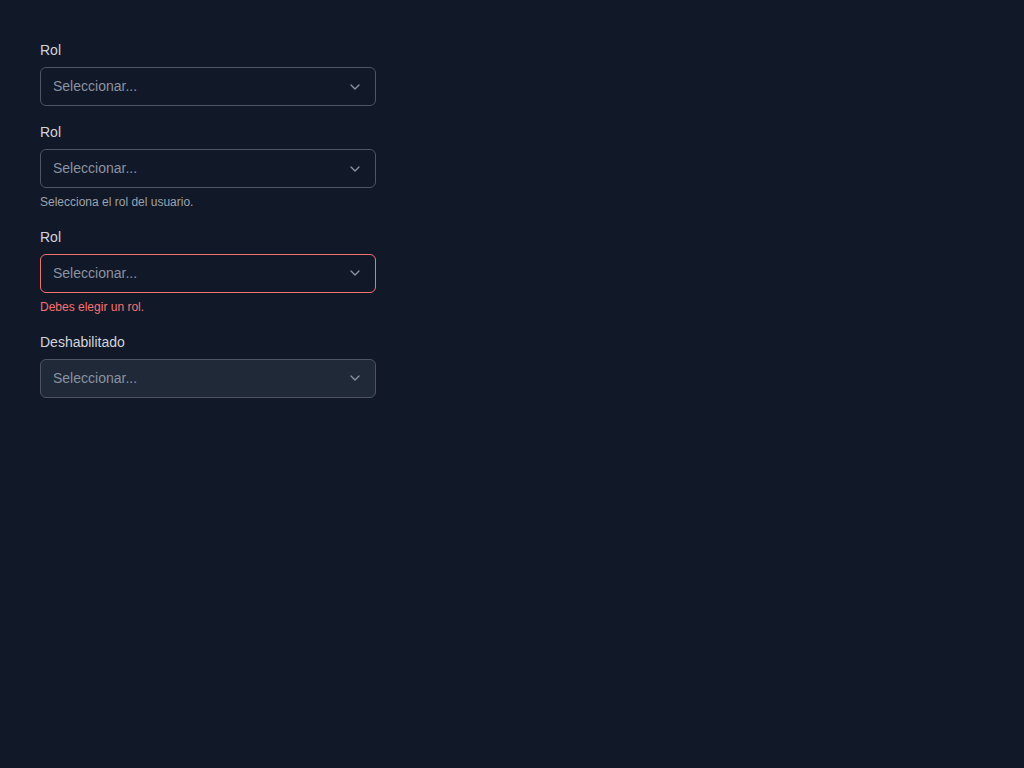 Rol
Seleccionar...
Rol
Seleccionar...
Selecciona el rol del usuario.
Rol
Seleccionar...
Debes elegir un rol.
Deshabilitado
Seleccionar...